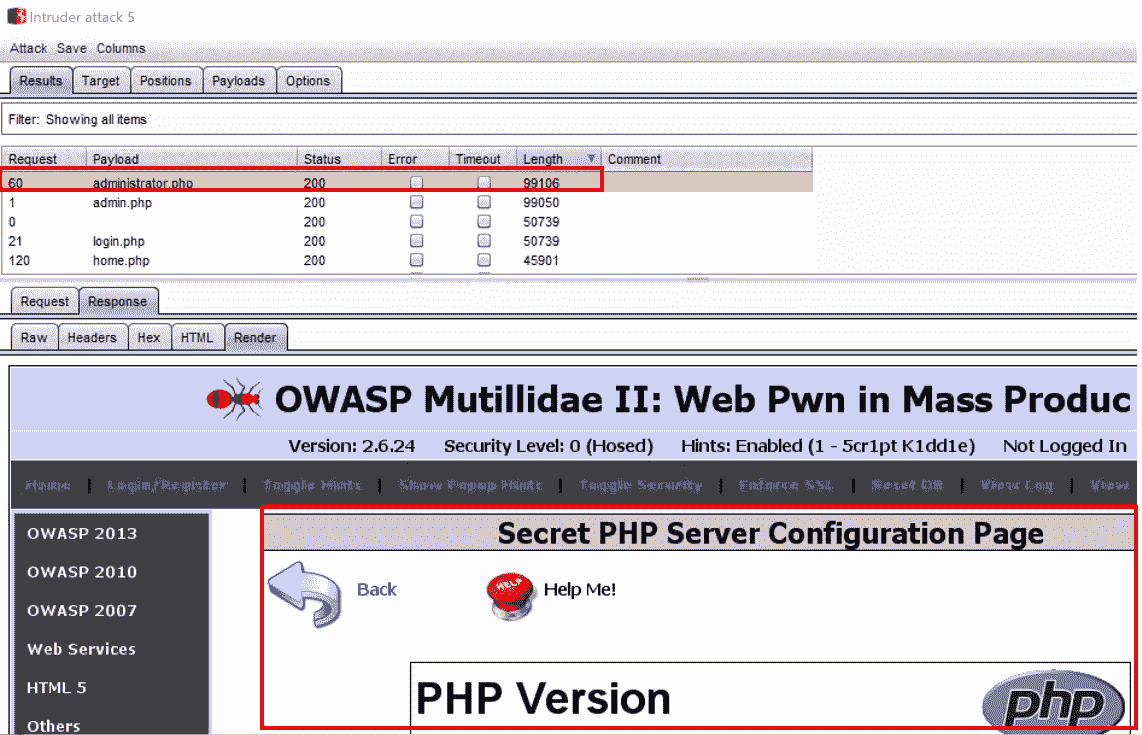 Intruder attack 5
Attack Save Columns
Results Target Positions Payloads Options
Filter: Showing all items
Request Payload Status Error Timeout Length Comment
60 administrator.php 200 99106
1 admin.php 200 99050
0 200 50739
21 login.php 200 50739
120 home.php 200 45901
Request Response
Raw Headers Hex HTML Render
OWASP Mutillidae II: Web Pwn in Mass Produc
Version: 2.6.24 Security Level: 0 (Hosed) Hints: Enabled (1 - 5cr1pt K1dd1e) Not Logged In
Home | Login/Register | Toggle Hints | Show Popup Hints | Toggle Security | Enforce SSL | Reset DB | View Log | View
OWASP 2013
OWASP 2010
OWASP 2007
Web Services
HTML 5
Others
Secret PHP Server Configuration Page
Back
HELP
Help Me!
PHP Version
php